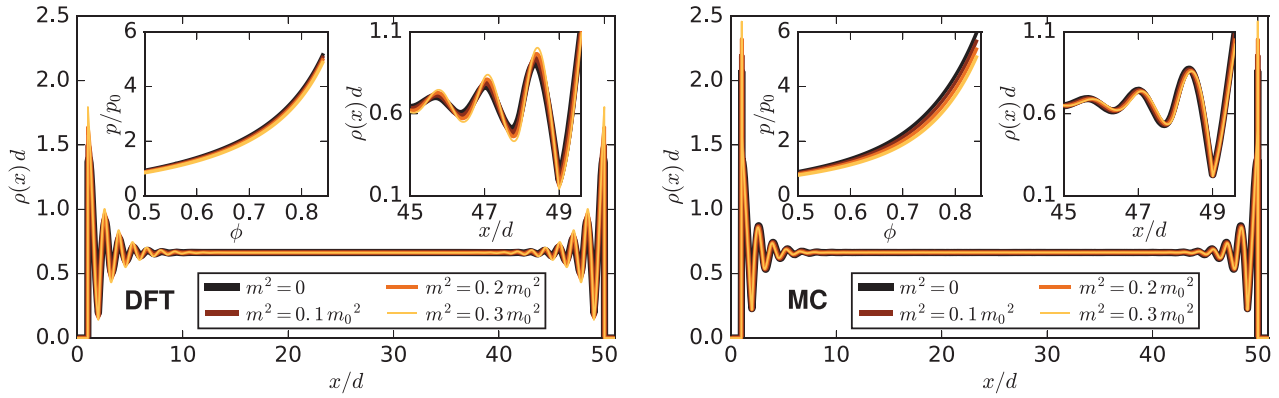 2.5
2.0
1.5
1.0
0.5
0.0
ρ(x) d
0 10 20 30 40 50
x/d
6
4
2
0
p/p₀
0.5 0.6 0.7 0.8
ϕ
1.1
0.6
0.1
ρ(x) d
45 47 49
x/d
DFT
m² = 0
m² = 0.1 m₀²
m² = 0.2 m₀²
m² = 0.3 m₀²
2.5
2.0
1.5
1.0
0.5
0.0
ρ(x) d
0 10 20 30 40 50
x/d
6
4
2
0
p/p₀
0.5 0.6 0.7 0.8
ϕ
1.1
0.6
0.1
ρ(x) d
45 47 49
x/d
MC
m² = 0
m² = 0.1 m₀²
m² = 0.2 m₀²
m² = 0.3 m₀²